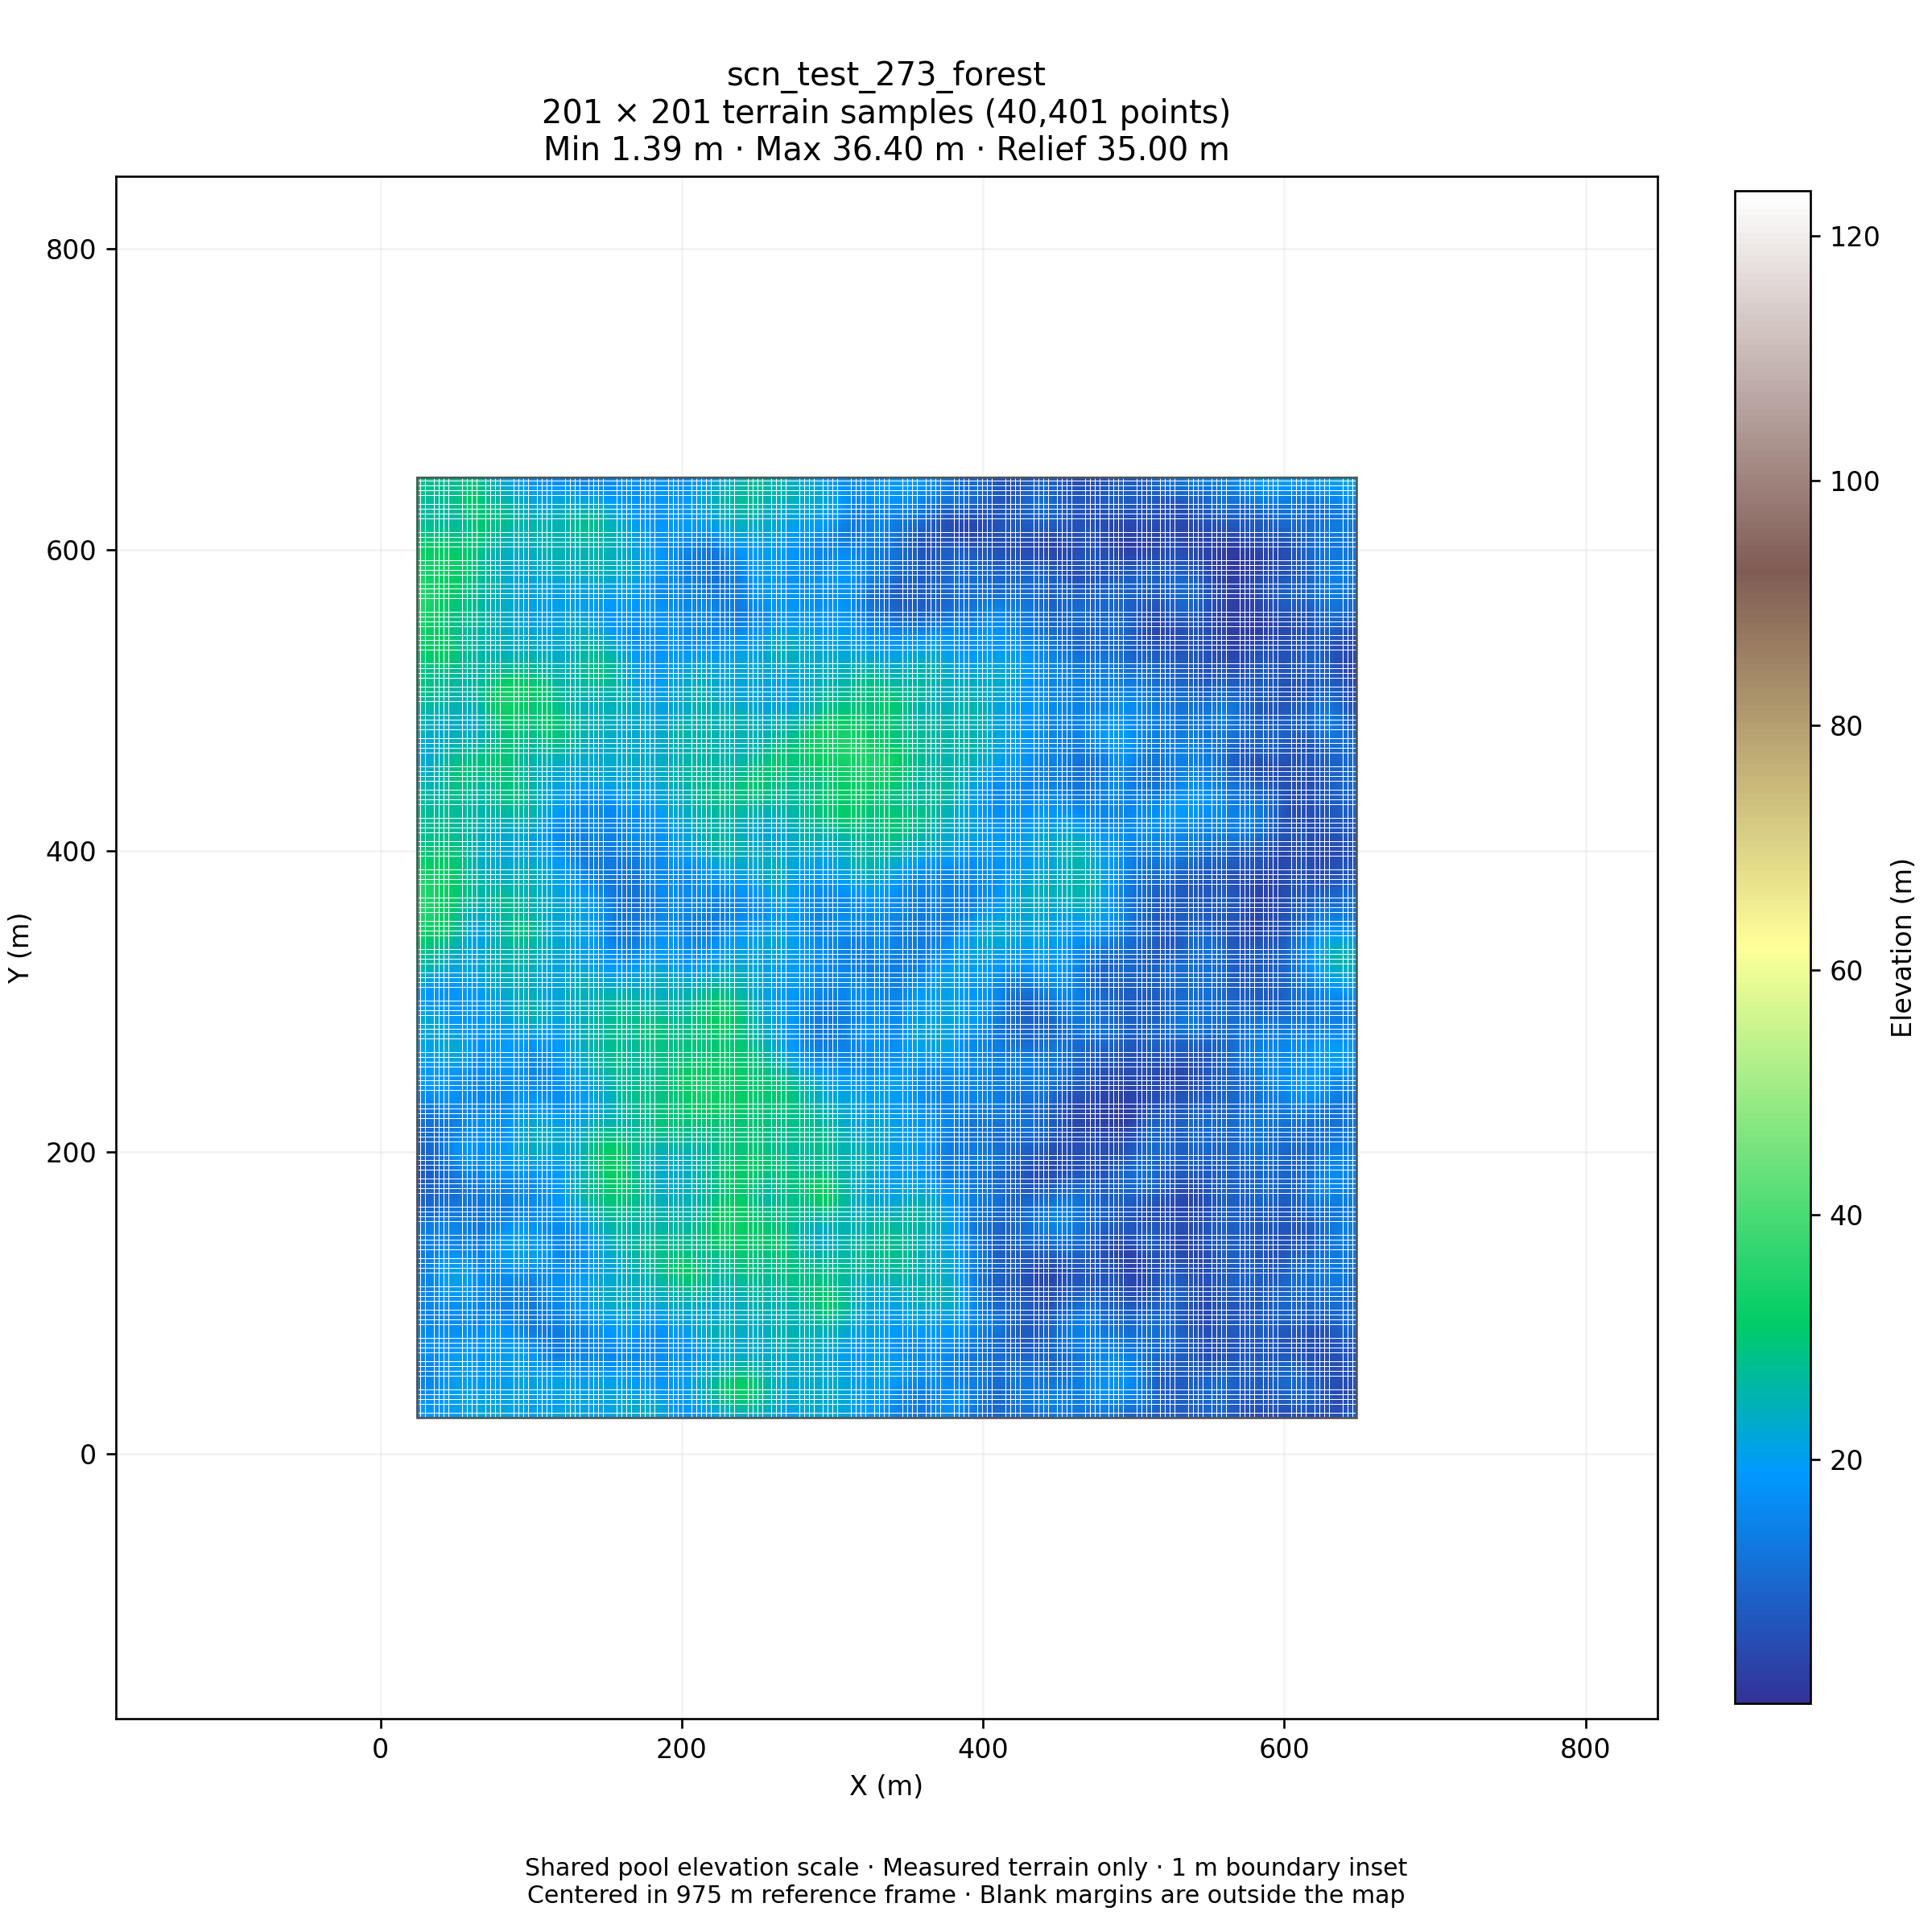 scn_test_273_forest
201 × 201 terrain samples (40,401 points)
Min 1.39 m · Max 36.40 m · Relief 35.00 m
800
600
400
200
0
Y (m)
0
200
400
600
800
X (m)
120
100
80
60
40
20
Elevation (m)
Shared pool elevation scale · Measured terrain only · 1 m boundary inset
Centered in 975 m reference frame · Blank margins are outside the map